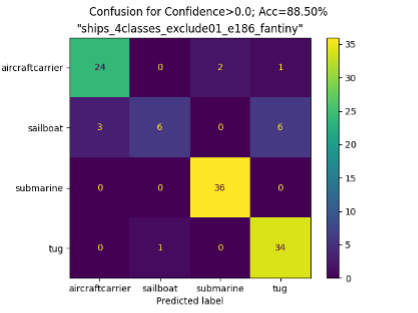 Confusion for Confidence>0.0; Acc=88.50%
"ships_4classes_exclude01_e186_fantiny"
aircraftcarrier 24 0 2 1
sailboat 3 6 0 6
submarine 0 0 36 0
tug 0 1 0 34
aircraftcarrier sailboat submarine tug
Predicted label
35
30
25
20
15
10
5
0